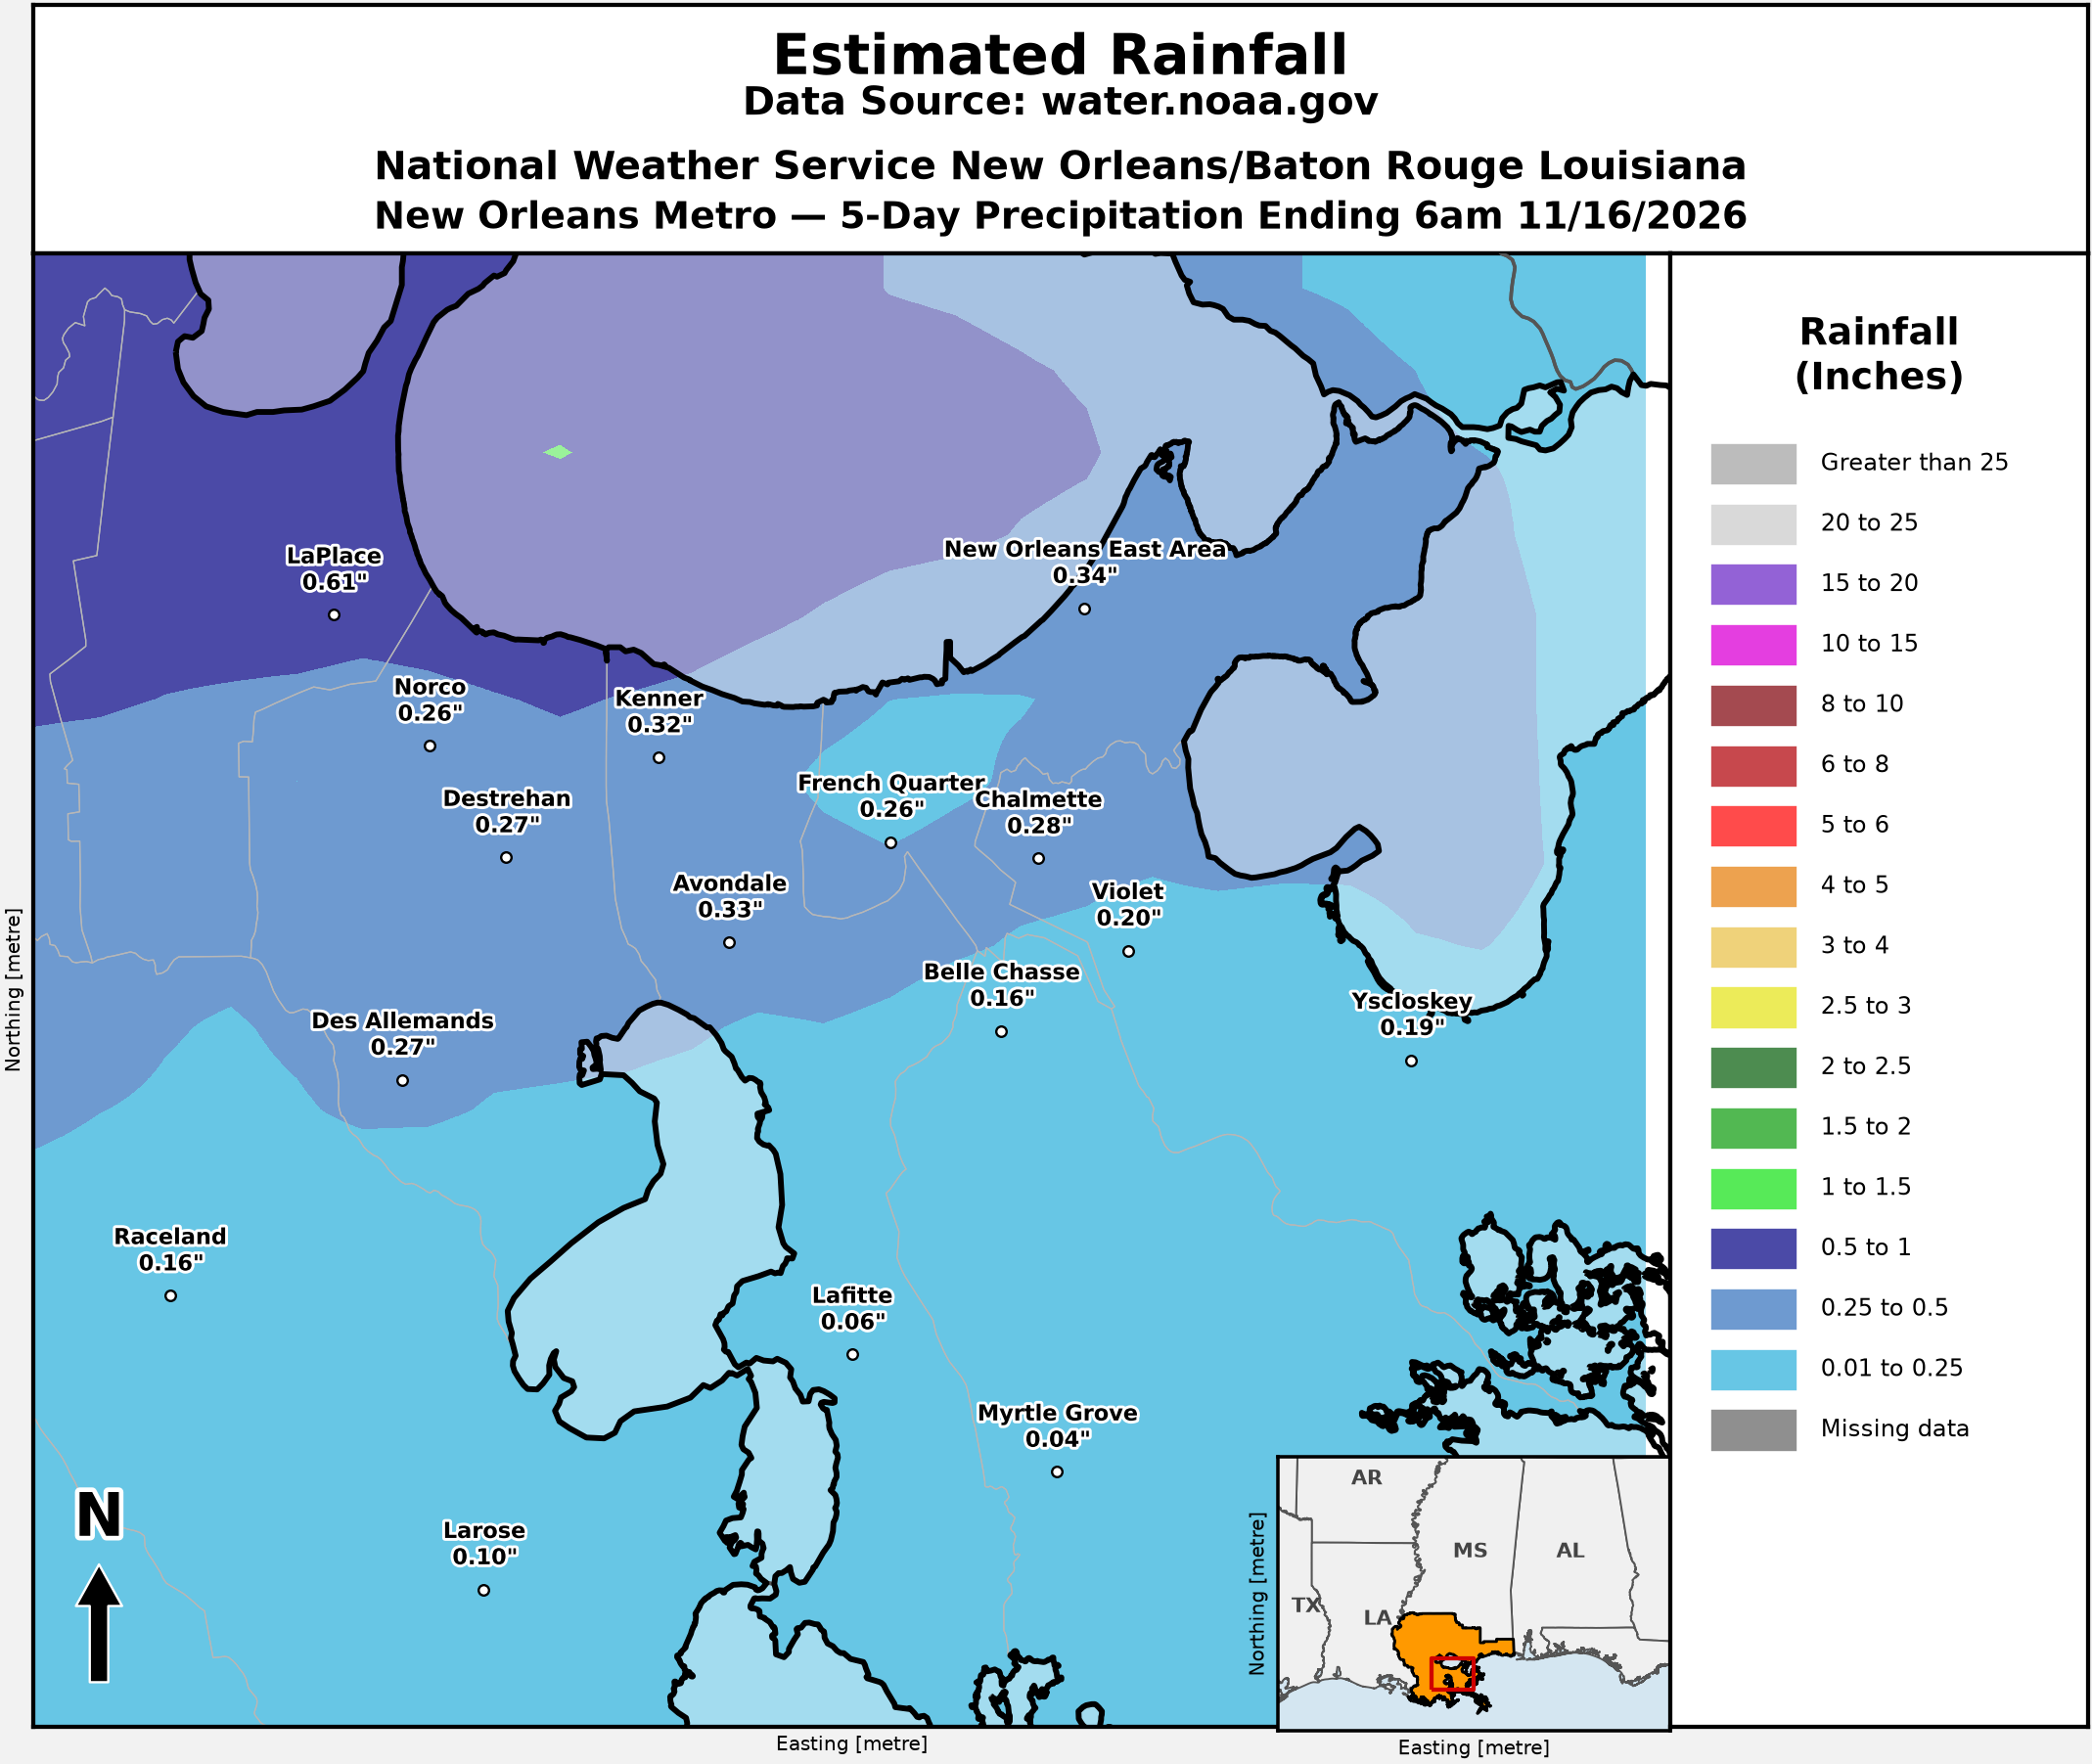 Estimated Rainfall
Data Source: water.noaa.gov
National Weather Service New Orleans/Baton Rouge Louisiana
New Orleans Metro — 5-Day Precipitation Ending 6am 11/16/2026
Rainfall
(Inches)
Greater than 25
20 to 25
15 to 20
10 to 15
8 to 10
6 to 8
5 to 6
4 to 5
3 to 4
2.5 to 3
2 to 2.5
1.5 to 2
1 to 1.5
0.5 to 1
0.25 to 0.5
0.01 to 0.25
Missing data
New Orleans East Area
0.34"
LaPlace
0.61"
Norco
0.26"
Kenner
0.32"
French Quarter
0.26"
Destrehan
0.27"
Chalmette
0.28"
Avondale
0.33"
Violet
0.20"
Belle Chasse
0.16"
Yscloskey
0.19"
Des Allemands
0.27"
Raceland
0.16"
Lafitte
0.06"
Myrtle Grove
0.04"
Larose
0.10"
N
AR
MS
AL
TX
LA
Northing [metre]
Easting [metre]
Northing [metre]
Easting [metre]